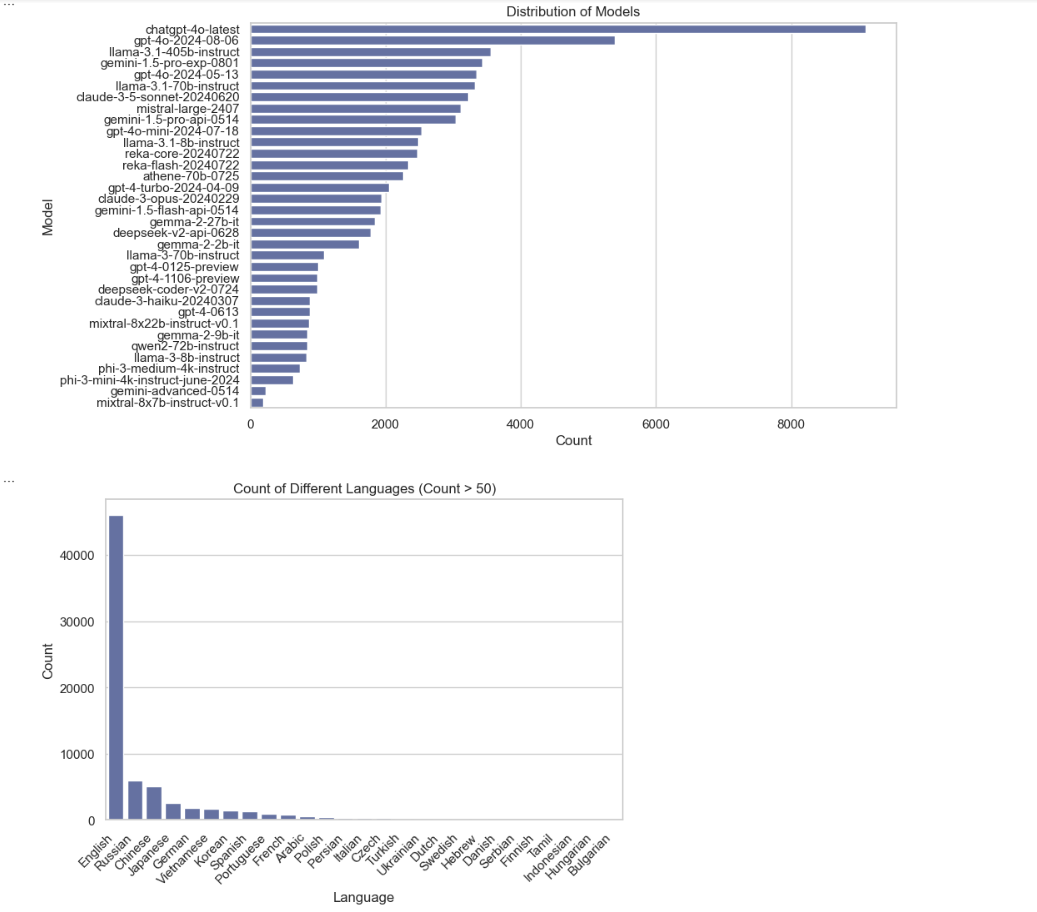 ...
Distribution of Models
chatgpt-4o-latest
gpt-4o-2024-08-06
llama-3.1-405b-instruct
gemini-1.5-pro-exp-0801
gpt-4o-2024-05-13
llama-3.1-70b-instruct
claude-3-5-sonnet-20240620
mistral-large-2407
gemini-1.5-pro-api-0514
gpt-4o-mini-2024-07-18
llama-3.1-8b-instruct
reka-core-20240722
reka-flash-20240722
athene-70b-0725
gpt-4-turbo-2024-04-09
claude-3-opus-20240229
gemini-1.5-flash-api-0514
gemma-2-27b-it
deepseek-v2-api-0628
gemma-2-2b-it
llama-3-70b-instruct
gpt-4-0125-preview
gpt-4-1106-preview
deepseek-coder-v2-0724
claude-3-haiku-20240307
gpt-4-0613
mixtral-8x22b-instruct-v0.1
gemma-2-9b-it
qwen2-72b-instruct
llama-3-8b-instruct
phi-3-medium-4k-instruct
phi-3-mini-4k-instruct-june-2024
gemini-advanced-0514
mixtral-8x7b-instruct-v0.1
Model
0 2000 4000 6000 8000
Count
...
Count of Different Languages (Count > 50)
40000
30000
20000
10000
0
Count
English
Russian
Chinese
Japanese
German
Vietnamese
Korean
Spanish
Portuguese
French
Arabic
Polish
Persian
Italian
Czech
Turkish
Ukrainian
Dutch
Swedish
Hebrew
Danish
Serbian
Finnish
Tamil
Indonesian
Hungarian
Bulgarian
Language